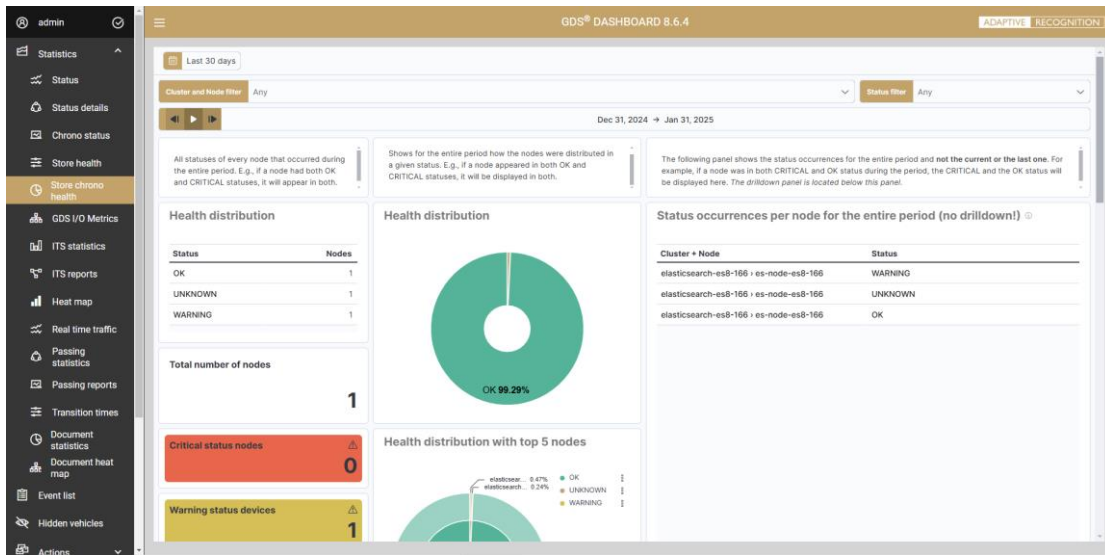 admin
GDS® DASHBOARD 8.6.4
ADAPTIVE RECOGNITION
Statistics
Status
Status details
Chrono status
Store health
Store chrono
health
GDS I/O Metrics
ITS statistics
ITS reports
Heat map
Real time traffic
Passing
statistics
Passing reports
Transition times
Document
statistics
Document heat
map
Event list
Hidden vehicles
Actions
Last 30 days
Cluster and Node filter Any
Status filter Any
Dec 31, 2024 → Jan 31, 2025
All statuses of every node that occurred during
the entire period. E.g., if a node had both OK
and CRITICAL statuses, it will appear in both.
Shows for the entire period how the nodes were distributed in
a given status. E.g., if a node appeared in both OK and
CRITICAL statuses, it will be displayed in both.
The following panel shows the status occurrences for the entire period and not the current or the last one. For
example, if a node was in both CRITICAL and OK status during the period, the CRITICAL and the OK status will
be displayed here. The drilldown panel is located below this panel.
Health distribution
Status Nodes
OK 1
UNKNOWN 1
WARNING 1
Total number of nodes
1
Critical status nodes
0
Warning status devices
1
Health distribution
OK 99.29%
Health distribution with top 5 nodes
elasticsear... 0.47%
elasticsearch... 0.24%
OK
UNKNOWN
WARNING
Status occurrences per node for the entire period (no drilldown!)
Cluster + Node Status
elasticsearch-es8-166 › es-node-es8-166 WARNING
elasticsearch-es8-166 › es-node-es8-166 UNKNOWN
elasticsearch-es8-166 › es-node-es8-166 OK